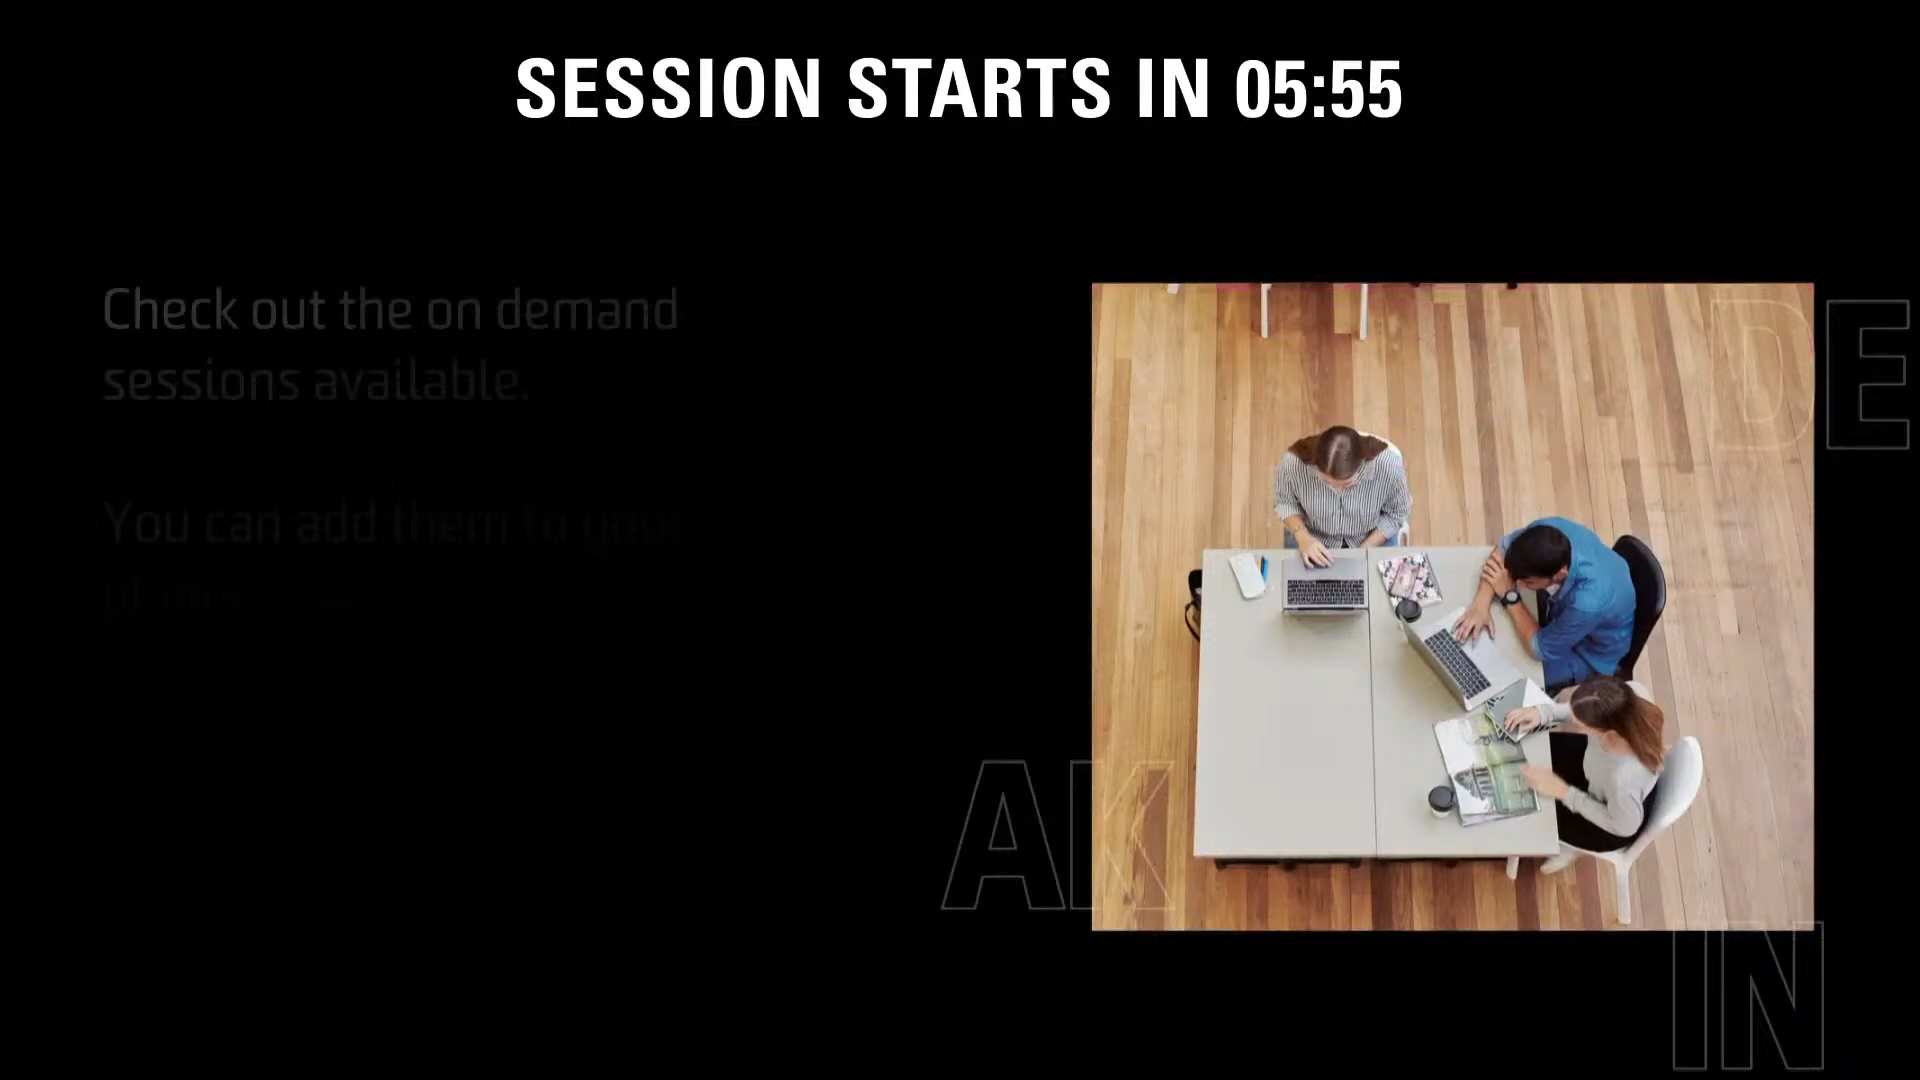 SESSION STARTS IN 05:55
Check out the on demand
sessions available.
You can add them to your
DE
AK
IN